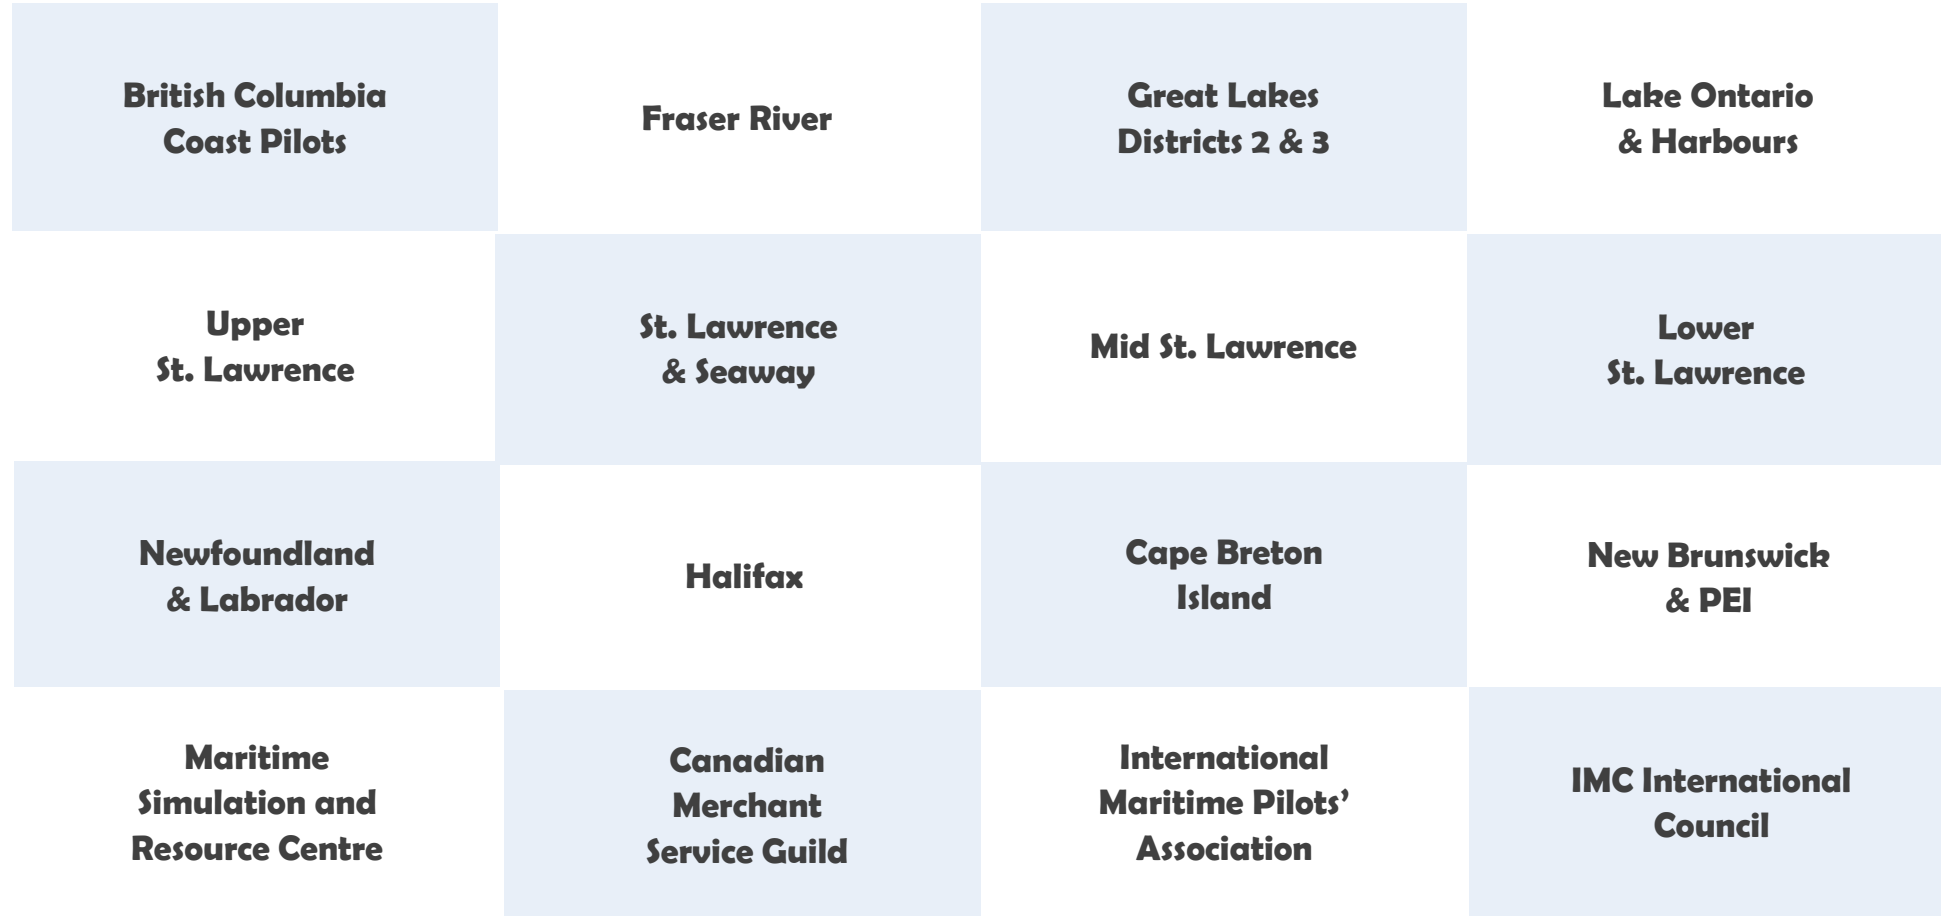 British Columbia
Coast Pilots
Fraser River
Great Lakes
Districts 2 & 3
Lake Ontario
& Harbours
Upper
St. Lawrence
St. Lawrence
& Seaway
Mid St. Lawrence
Lower
St. Lawrence
Newfoundland
& Labrador
Halifax
Cape Breton
Island
New Brunswick
& PEI
Maritime
Simulation and
Resource Centre
Canadian
Merchant
Service Guild
International
Maritime Pilots’
Association
IMC International
Council